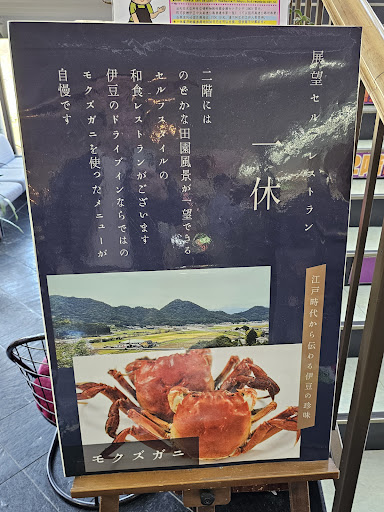 展望セルフレストラン
一休
二階には
のどかな田園風景が一望できる
セルフスタイルの
和食レストランがございます
伊豆のドライブインならではの
モクズガニを使ったメニューが
自慢です
江戸時代から伝わる伊豆の珍味
モクズガニ